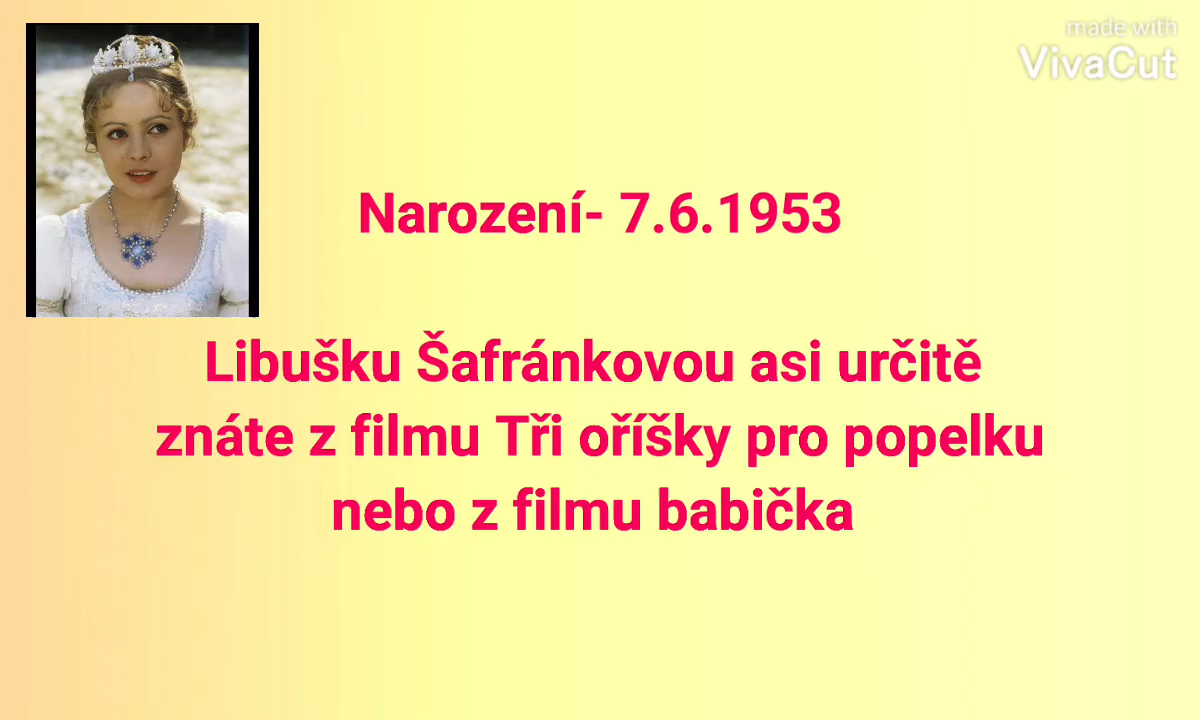 made with
VivaCut
Narození- 7.6.1953
Libušku Šafránkovou asi určitě
znáte z filmu Tři oříšky pro popelku
nebo z filmu babička